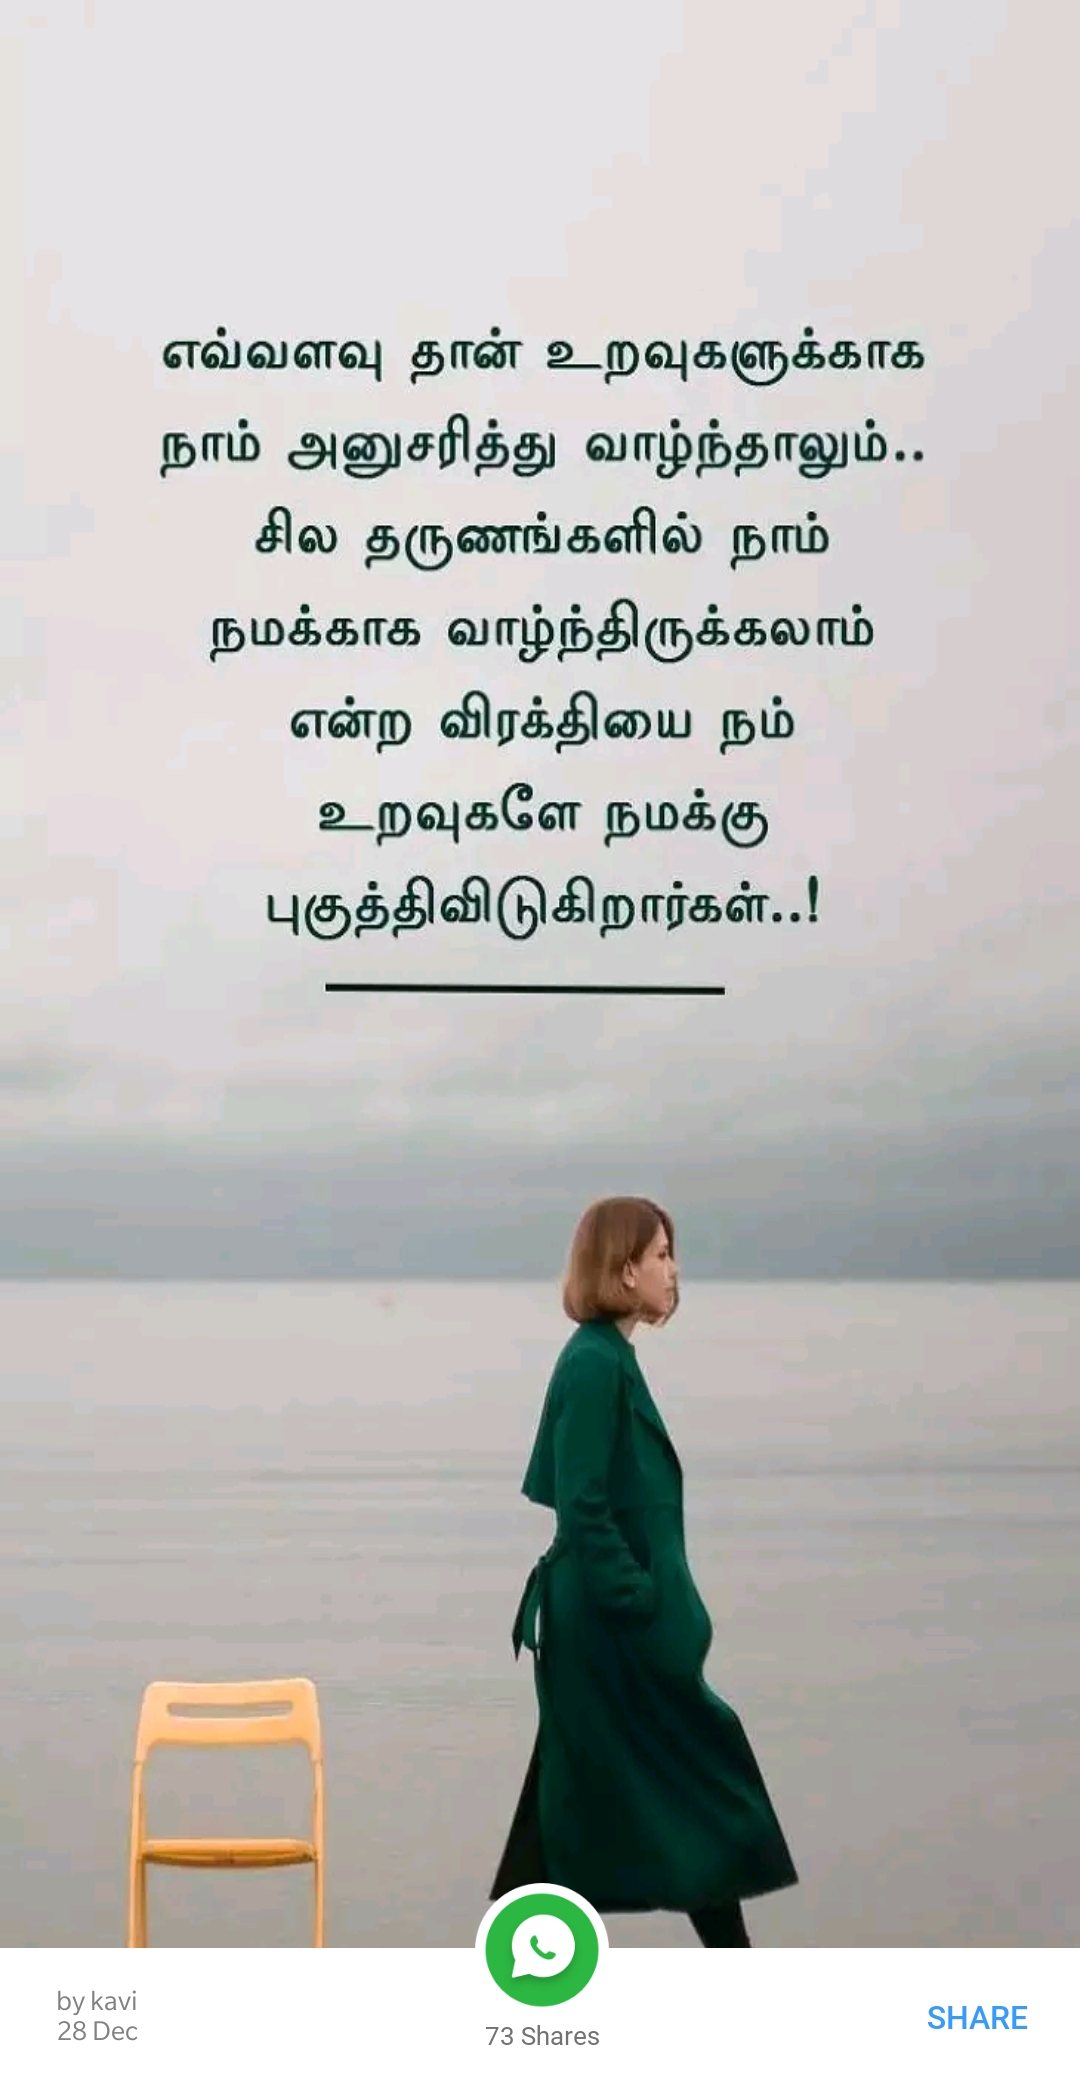 எவ்வளவு தான் உறவுகளுக்காக
நாம் அனுசரித்து வாழ்ந்தாலும்..
சில தருணங்களில் நாம்
நமக்காக வாழ்ந்திருக்கலாம்
என்ற விரக்தியை நம்
உறவுகளே நமக்கு
புகுத்திவிடுகிறார்கள்..!
by kavi
28 Dec
73 Shares
SHARE